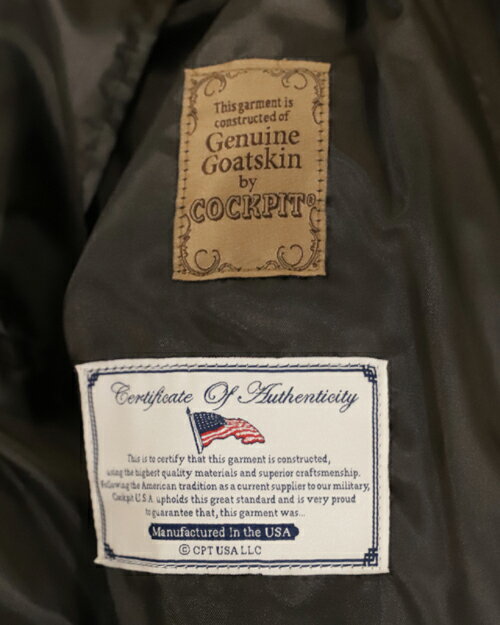 This garment is
constructed of
Genuine
Goatskin
by
COCKPIT®
Certificate Of Authenticity
This is to certify that this garment is constructed,
using the highest quality materials and superior craftsmenship.
Following the American tradition as a current supplier to our military,
Cockpit U.S.A. upholds this great standard and is very proud
to guarantee that, this garment was...
Manufactured In the USA
© CPT USA LLC